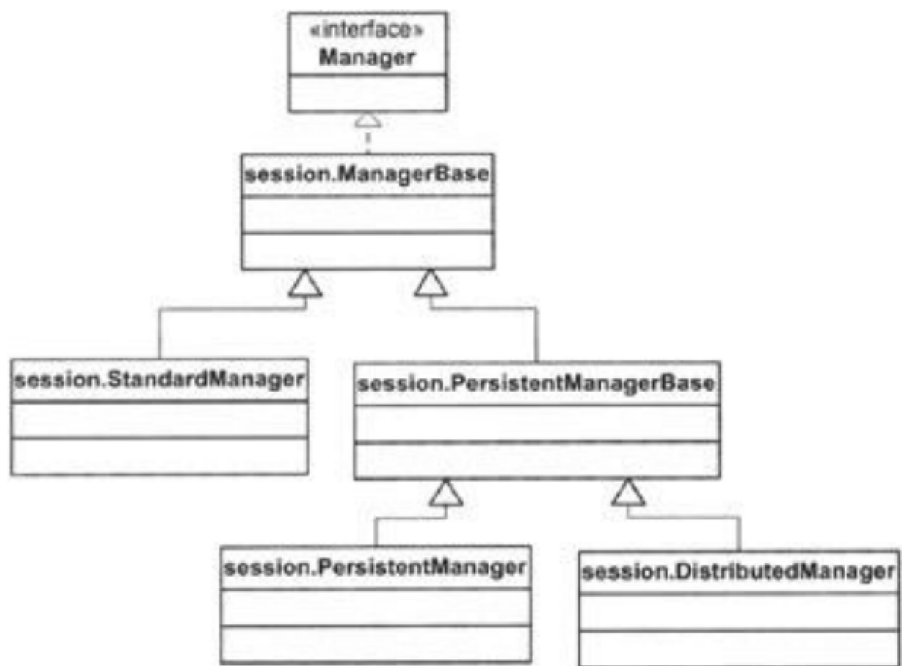 «interface»
Manager
session.ManagerBase
session.StandardManager
session.PersistentManagerBase
session.PersistentManager
session.DistributedManager